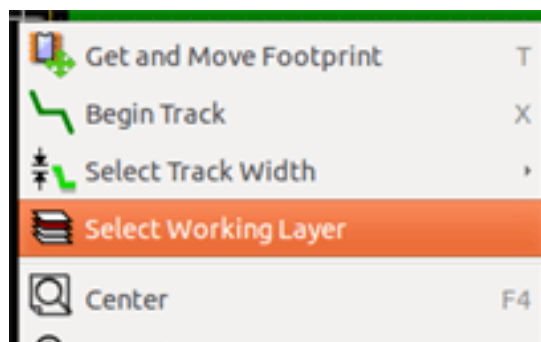 Get and Move Footprint T
Begin Track X
Select Track Width
Select Working Layer
Center F4